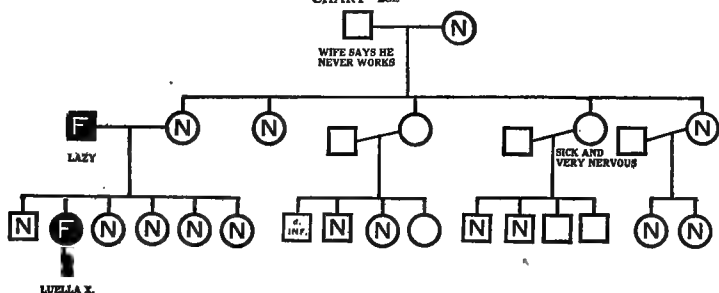 N
WIFE SAYS HE
NEVER WORKS
F N N N
LAZY
SICK AND
VERY NERVOUS
N F N N N N d. INF. N N N N N N
LUELLA X.